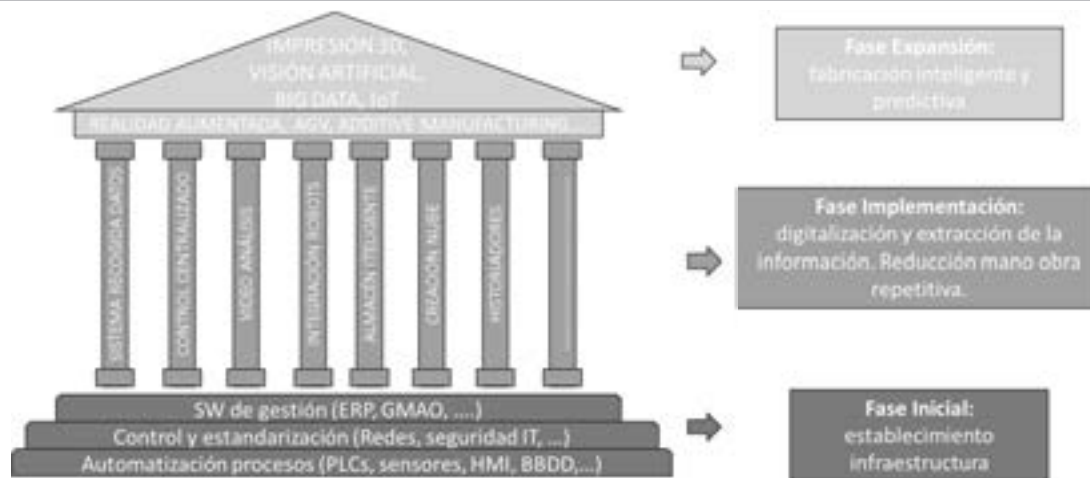 IMPRESIÓN 3D,
VISIÓN ARTIFICIAL,
BIG DATA, IoT
REALIDAD AUMENTADA, AGV, ADDITIVE MANUFACTURING...
SISTEMA RECOGIDA DATOS
CONTROL CENTRALIZADO
VIDEO ANÁLISIS
INTEGRACIÓN ROBOTS
ALMACÉN ITELIGENTE
CREACIÓN NUBE
HISTORIADORES
SW de gestión (ERP, GMAO, ....)
Control y estandarización (Redes, seguridad IT, ...)
Automatización procesos (PLCs, sensores, HMI, BBDD,...)
Fase Expansión:
fabricación inteligente y
predictiva
Fase Implementación:
digitalización y extracción de la
información. Reducción mano obra
repetitiva.
Fase Inicial:
establecimiento
infraestructura